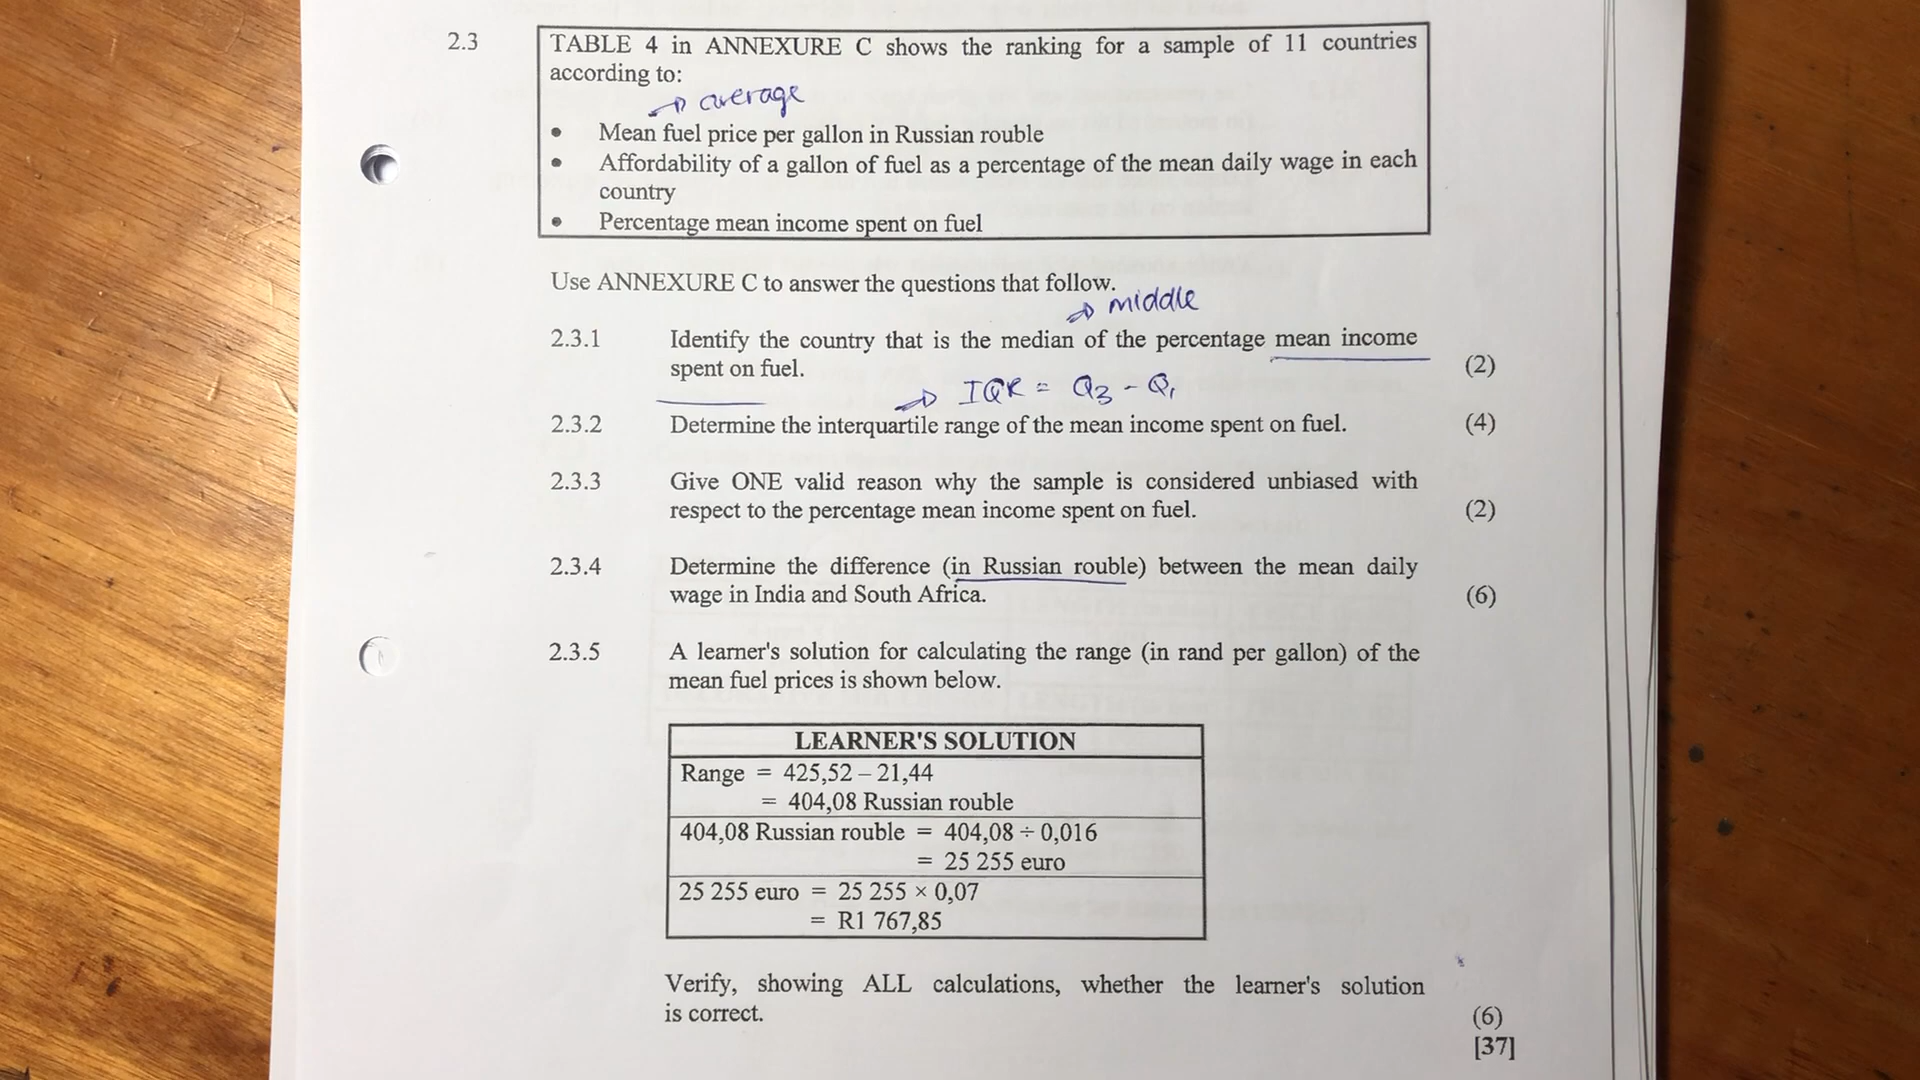 2.3
TABLE 4 in ANNEXURE C shows the ranking for a sample of 11 countries
according to:
→ average
• Mean fuel price per gallon in Russian rouble
• Affordability of a gallon of fuel as a percentage of the mean daily wage in each
country
• Percentage mean income spent on fuel
Use ANNEXURE C to answer the questions that follow.
→ middle
2.3.1 Identify the country that is the median of the percentage mean income
spent on fuel. (2)
→ IQR = Q3 - Q1
2.3.2 Determine the interquartile range of the mean income spent on fuel. (4)
2.3.3 Give ONE valid reason why the sample is considered unbiased with
respect to the percentage mean income spent on fuel. (2)
2.3.4 Determine the difference (in Russian rouble) between the mean daily
wage in India and South Africa. (6)
2.3.5 A learner's solution for calculating the range (in rand per gallon) of the
mean fuel prices is shown below.
LEARNER'S SOLUTION
Range = 425,52 – 21,44
= 404,08 Russian rouble
404,08 Russian rouble = 404,08 ÷ 0,016
= 25 255 euro
25 255 euro = 25 255 × 0,07
= R1 767,85
Verify, showing ALL calculations, whether the learner's solution
is correct. (6)
[37]